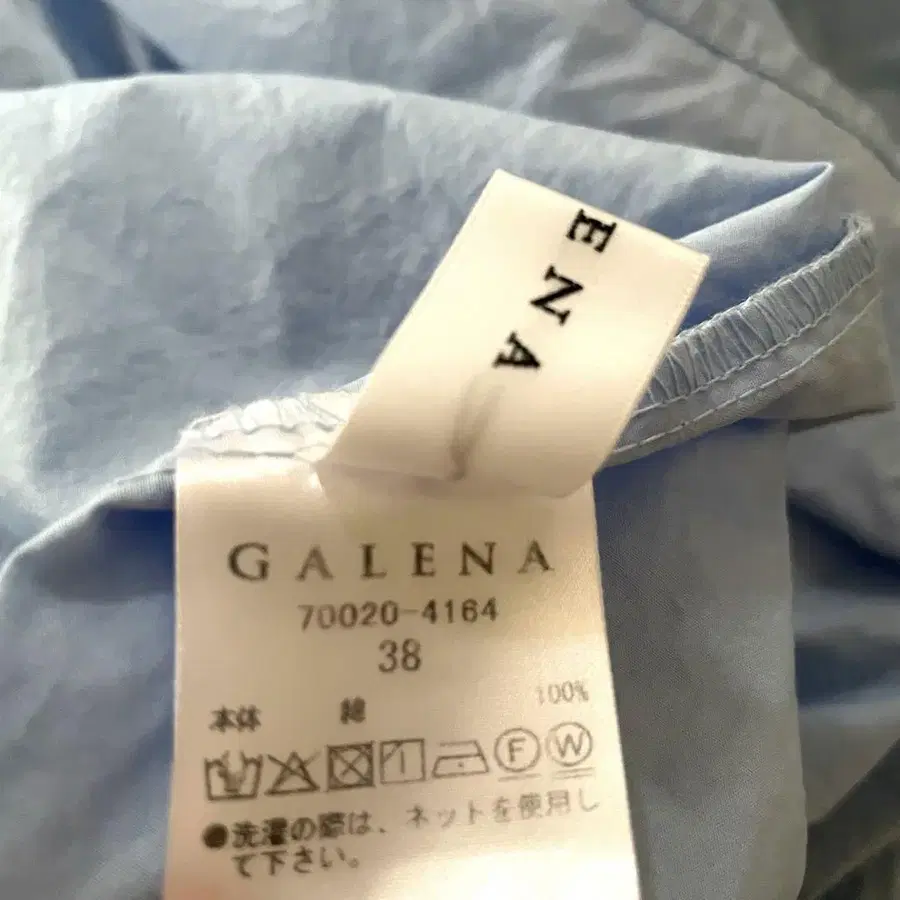 ENA
GALENA
70020-4164
38
本体 綿 100%
F W
●洗濯の際は、ネットを使用し
て下さい。